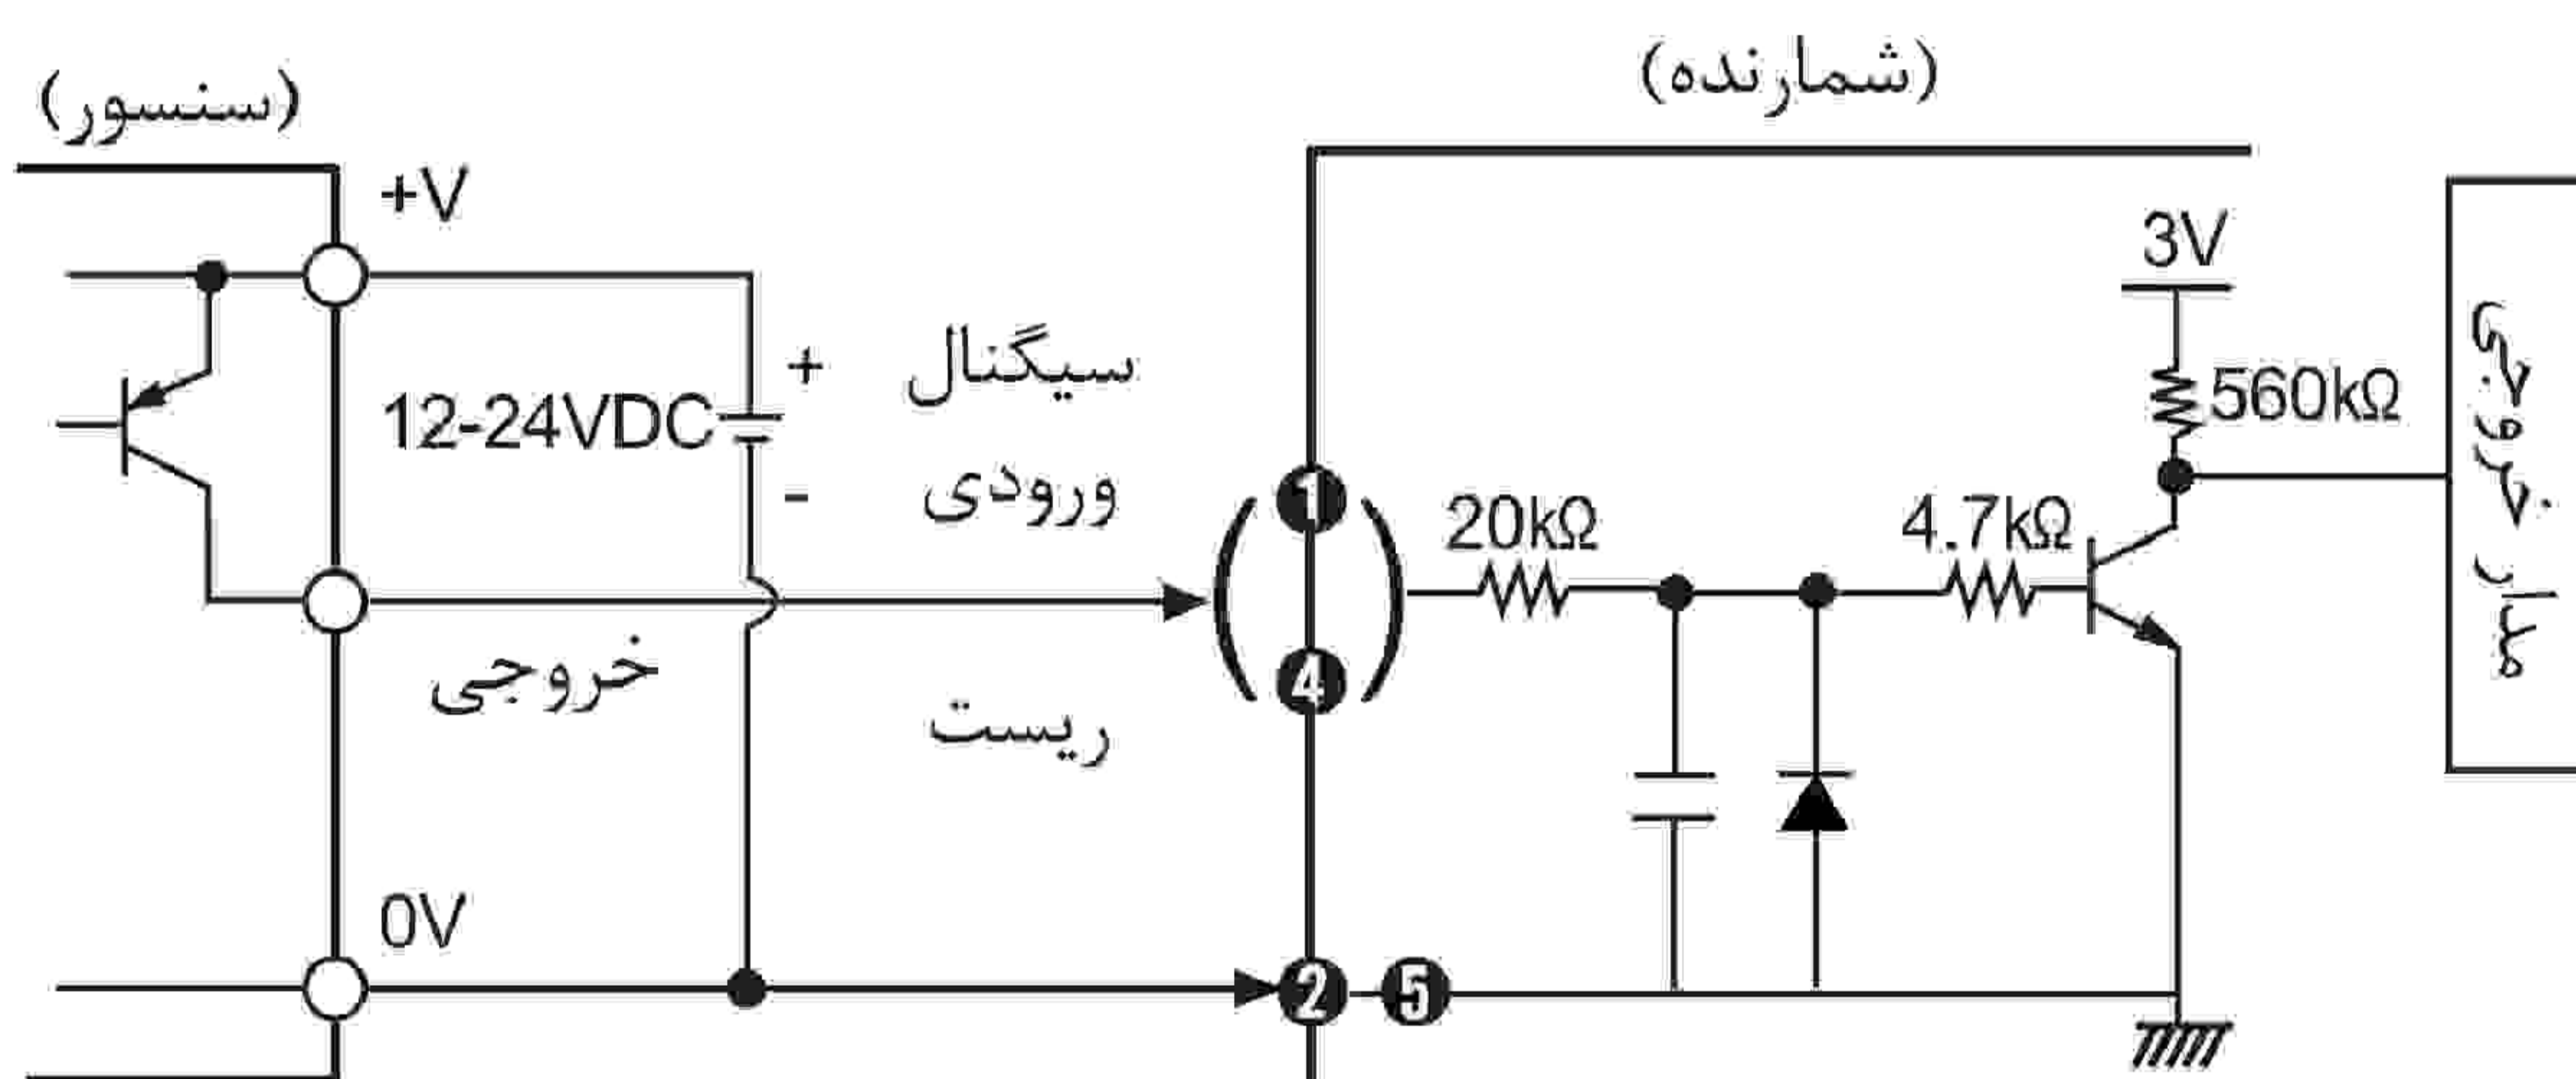 (سنسور)
(شمارنده)
+V
3V
560kΩ
12-24VDC
+
-
سیگنال
ورودی
1
20kΩ
4.7kΩ
مدار خروزی
خروجی
4
ریست
0V
2
5